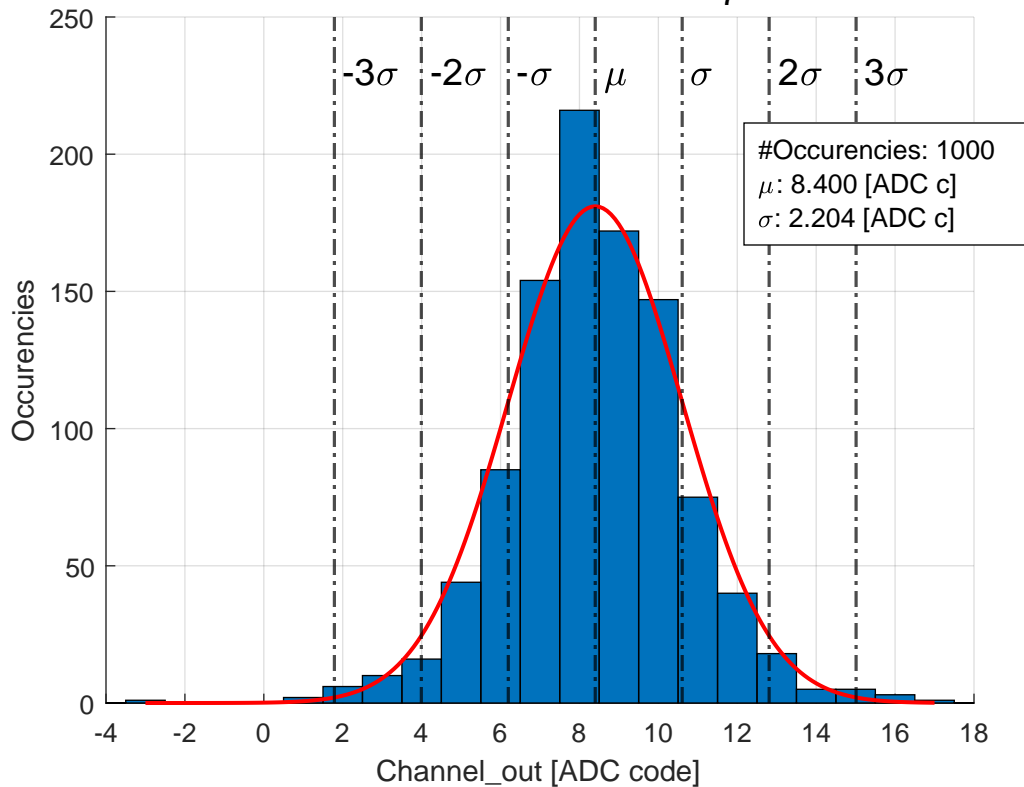 250
200
150
100
50
0
-3σ -2σ -σ μ σ 2σ 3σ
#Occurencies: 1000
μ: 8.400 [ADC c]
σ: 2.204 [ADC c]
Occurencies
-4 -2 0 2 4 6 8 10 12 14 16 18
Channel_out [ADC code]